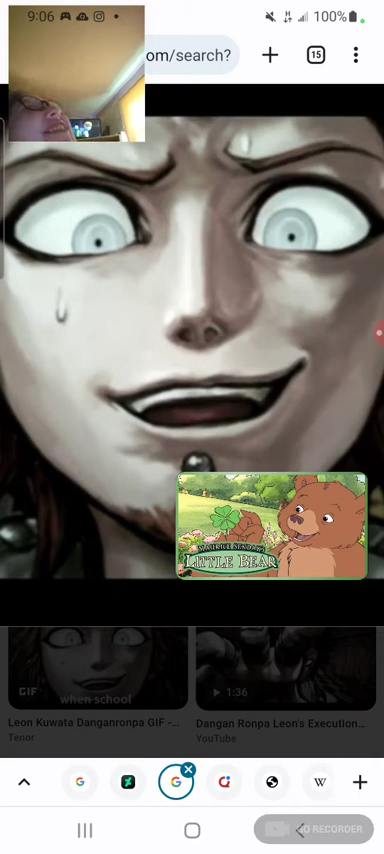 9:06
100%
om/search?
15
MAURICE SENDAK'S
LITTLE BEAR
GIF
when school
1:36
Leon Kuwata Danganronpa GIF -...
Tenor
Dangan Ronpa Leon's Execution...
YouTube
W
GO RECORDER